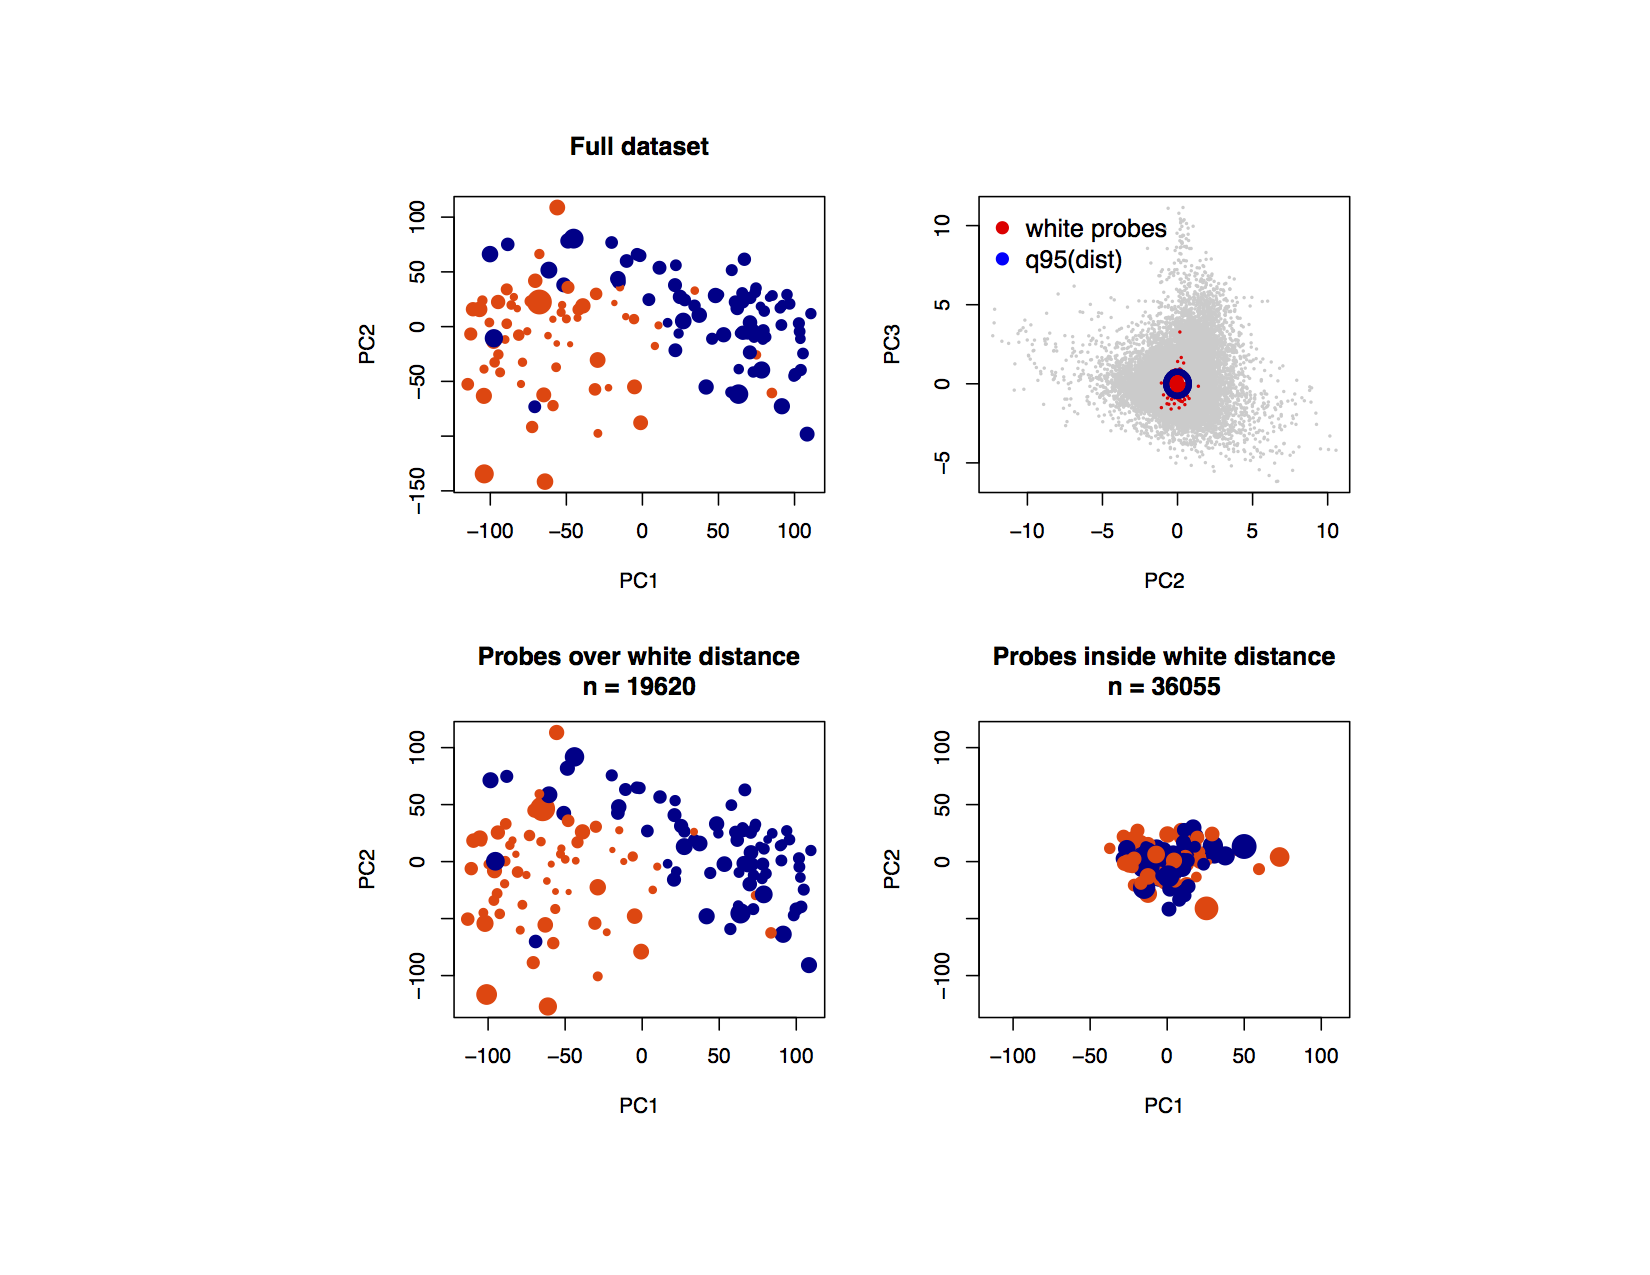 Full dataset
100
50
0
−50
−150
PC2
−100
−50
0
50
100
PC1
white probes
q95(dist)
10
5
0
−5
PC3
−10
−5
0
5
10
PC2
Probes over white distance
n = 19620
100
50
0
−100
PC2
−100
−50
0
50
100
PC1
Probes inside white distance
n = 36055
100
50
0
−100
PC2
−100
−50
0
50
100
PC1